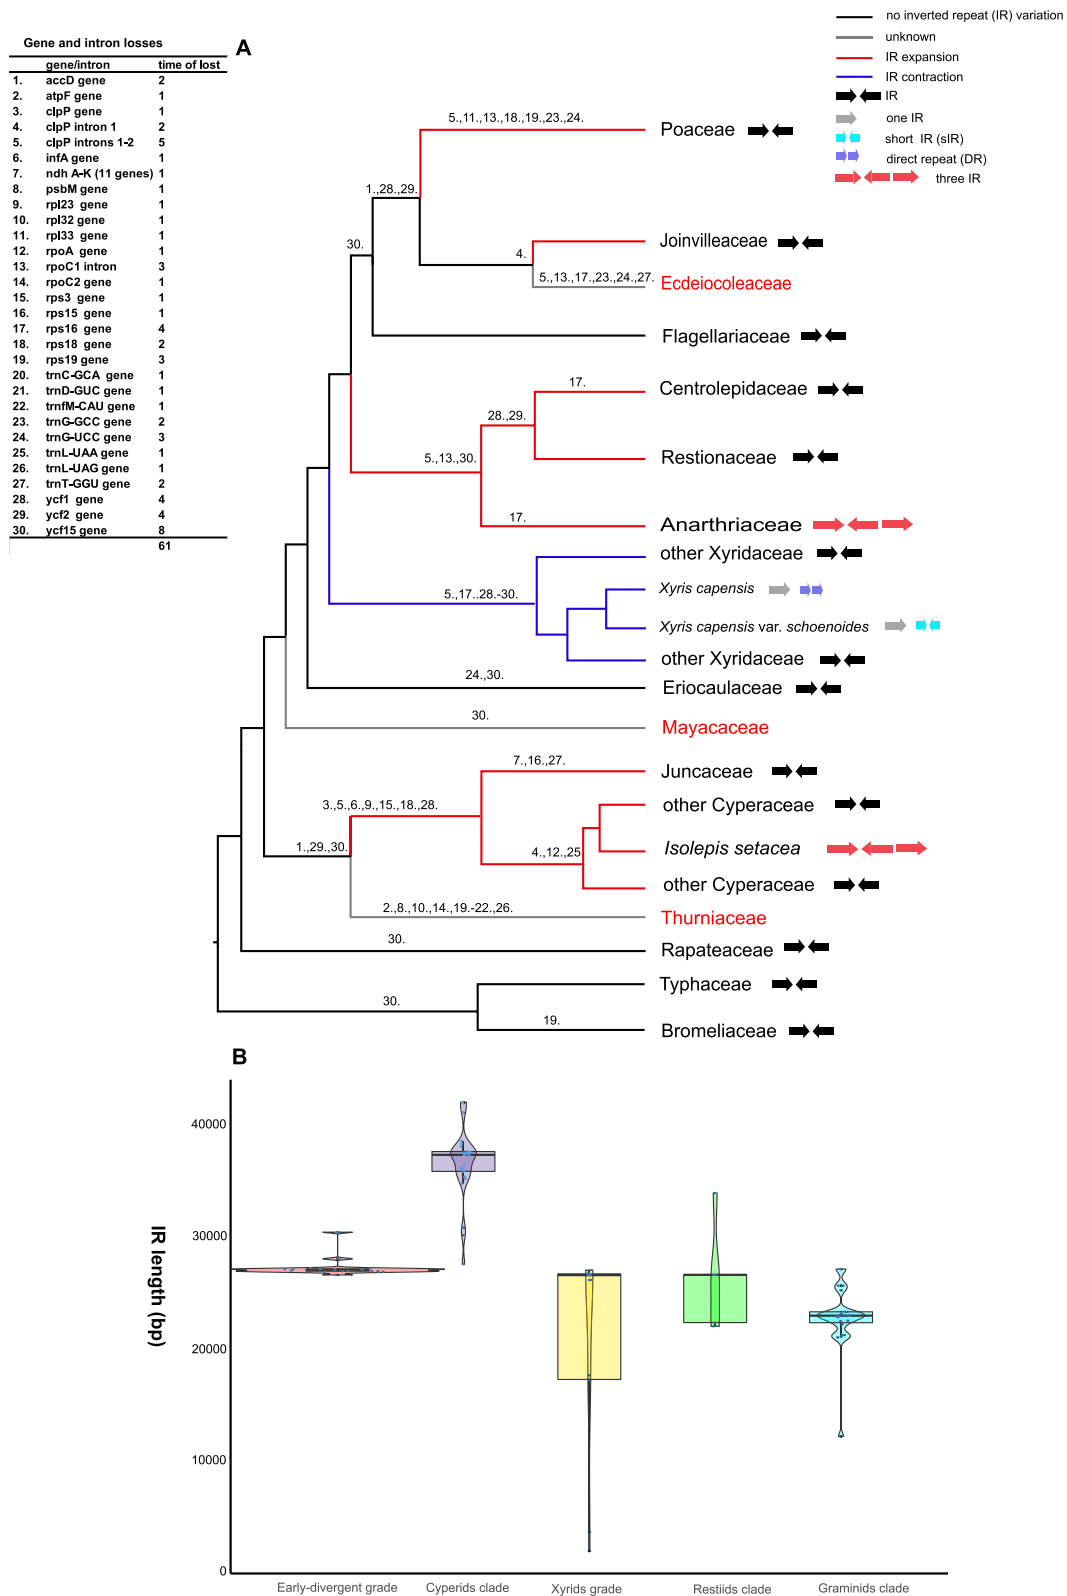 Gene and intron losses
gene/intron time of lost
1. accD gene 2
2. atpF gene 1
3. clpP gene 1
4. clpP intron 1 2
5. clpP introns 1-2 5
6. infA gene 1
7. ndh A-K (11 genes) 1
8. psbM gene 1
9. rpl23 gene 1
10. rpl32 gene 1
11. rpl33 gene 1
12. rpoA gene 1
13. rpoC1 intron 3
14. rpoC2 gene 1
15. rps3 gene 1
16. rps15 gene 1
17. rps16 gene 4
18. rps18 gene 2
19. rps19 gene 3
20. trnC-GCA gene 1
21. trnD-GUC gene 1
22. trnfM-CAU gene 1
23. trnG-GCC gene 2
24. trnG-UCC gene 3
25. trnL-UAA gene 1
26. trnL-UAG gene 1
27. trnT-GGU gene 2
28. ycf1 gene 4
29. ycf2 gene 4
30. ycf15 gene 8
61
A
no inverted repeat (IR) variation
unknown
IR expansion
IR contraction
IR
one IR
short IR (sIR)
direct repeat (DR)
three IR
5.,11.,13.,18.,19.,23.,24.
Poaceae
1.,28.,29.
30.
Joinvilleaceae
4.
5.,13.,17.,23.,24.,27.
Ecdeiocoleaceae
Flagellariaceae
17.
Centrolepidaceae
28.,29.
5.,13.,30.
Restionaceae
17.
Anarthriaceae
other Xyridaceae
5.,17..28.-30.
Xyris capensis
Xyris capensis var. schoenoides
other Xyridaceae
24.,30.
Eriocaulaceae
30.
Mayacaceae
7.,16.,27.
Juncaceae
3.,5.,6.,9.,15.,18.,28.
other Cyperaceae
1.,29.,30.
4.,12.,25
Isolepis setacea
other Cyperaceae
2.,8.,10.,14.,19.-22.,26.
Thurniaceae
30.
Rapateaceae
Typhaceae
30.
19.
Bromeliaceae
B
IR length (bp)
40000
30000
20000
10000
0
Early-divergent grade
Cyperids clade
Xyrids grade
Restiids clade
Graminids clade